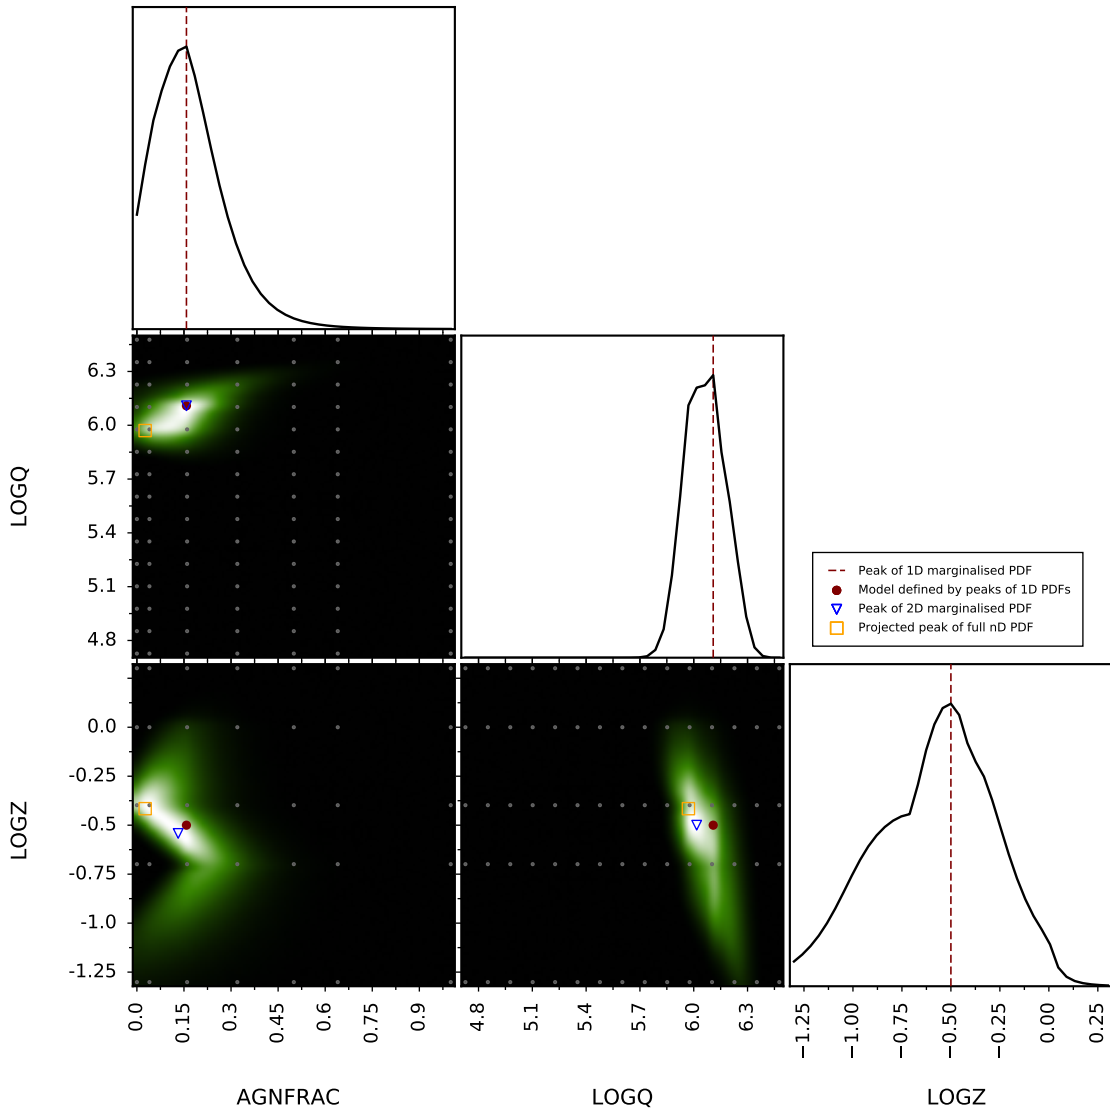 6.3
6.0
5.7
5.4
5.1
4.8
LOGQ
Peak of 1D marginalised PDF
Model defined by peaks of 1D PDFs
Peak of 2D marginalised PDF
Projected peak of full nD PDF
0.0
-0.25
-0.5
-0.75
-1.0
-1.25
LOGZ
0.0 0.15 0.3 0.45 0.6 0.75 0.9
4.8 5.1 5.4 5.7 6.0 6.3
−1.25 −1.00 −0.75 −0.50 −0.25 0.00 0.25
AGNFRAC LOGQ LOGZ